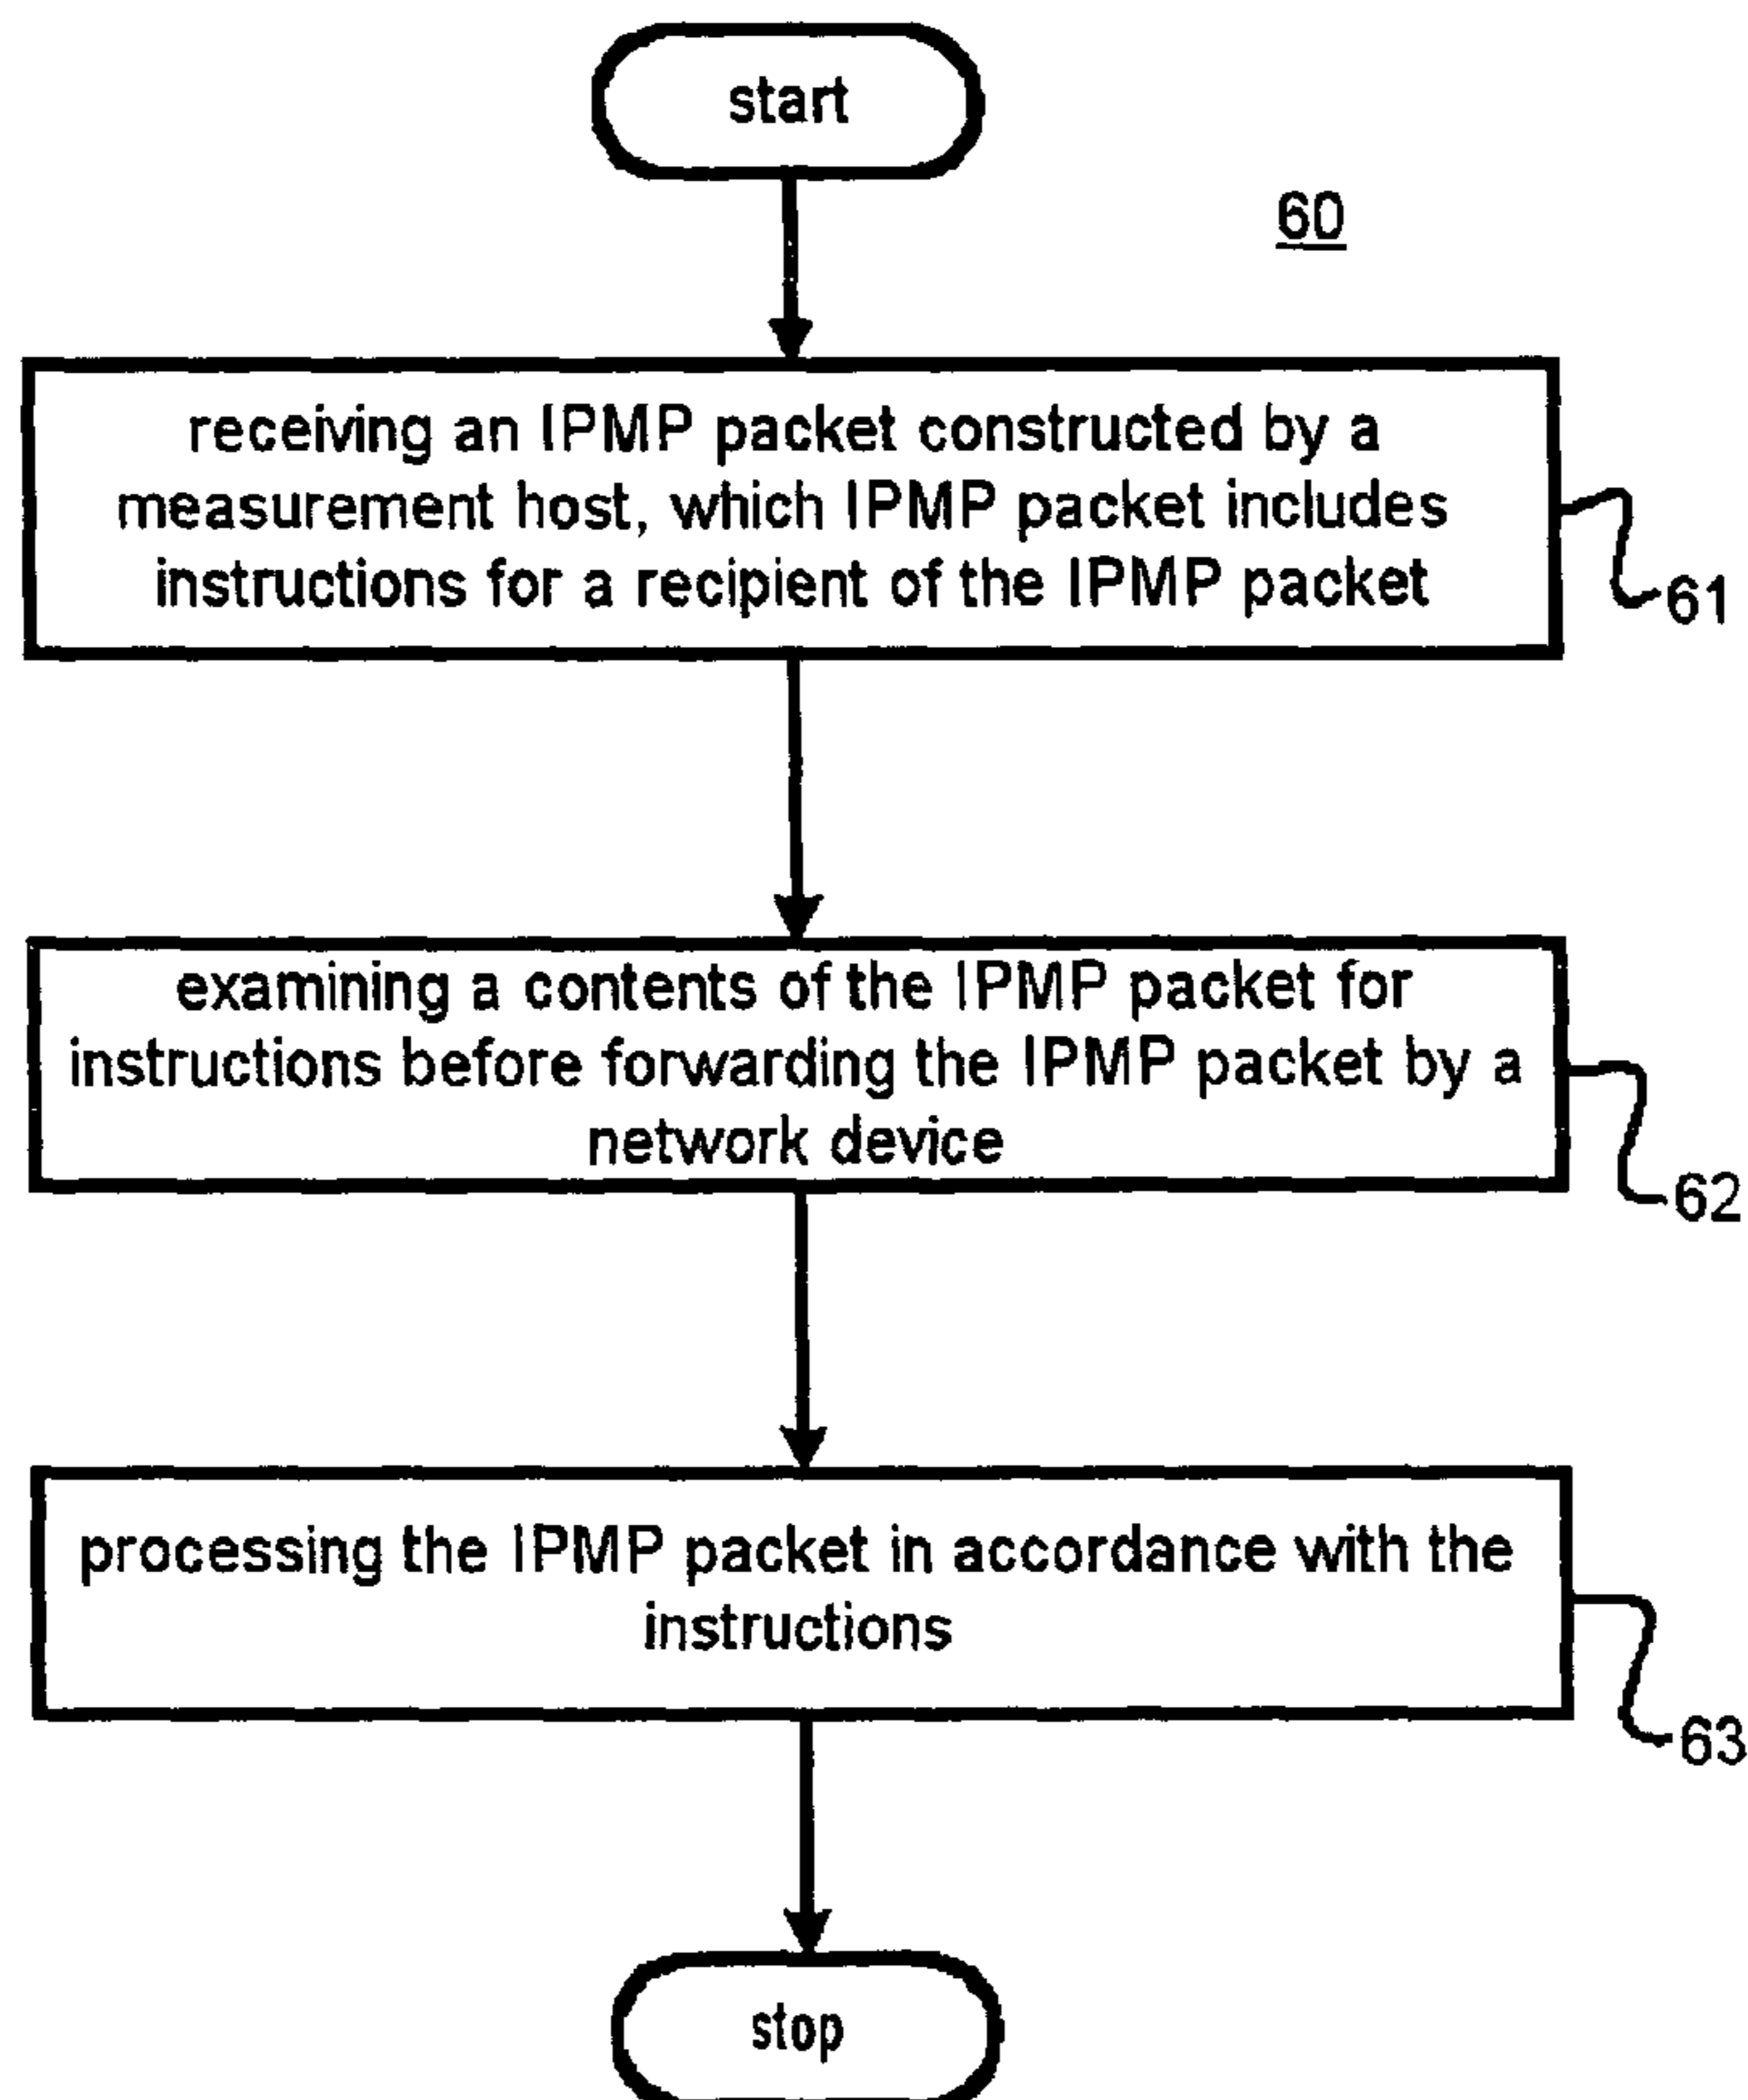 start
60
receiving an IPMP packet constructed by a
measurement host, which IPMP packet includes
instructions for a recipient of the IPMP packet
61
examining a contents of the IPMP packet for
instructions before forwarding the IPMP packet by a
network device
62
processing the IPMP packet in accordance with the
instructions
63
stop